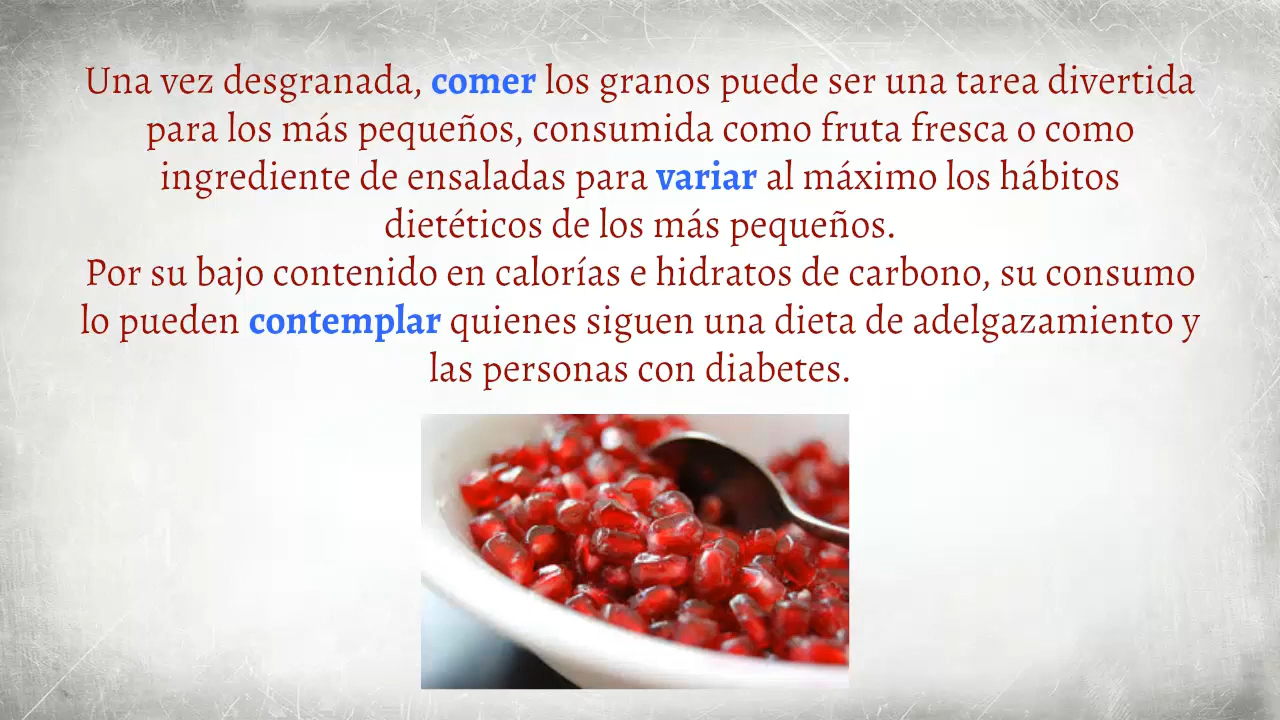 Una vez desgranada, comer los granos puede ser una tarea divertida
para los más pequeños, consumida como fruta fresca o como
ingrediente de ensaladas para variar al máximo los hábitos
dietéticos de los más pequeños.
Por su bajo contenido en calorías e hidratos de carbono, su consumo
lo pueden contemplar quienes siguen una dieta de adelgazamiento y
las personas con diabetes.